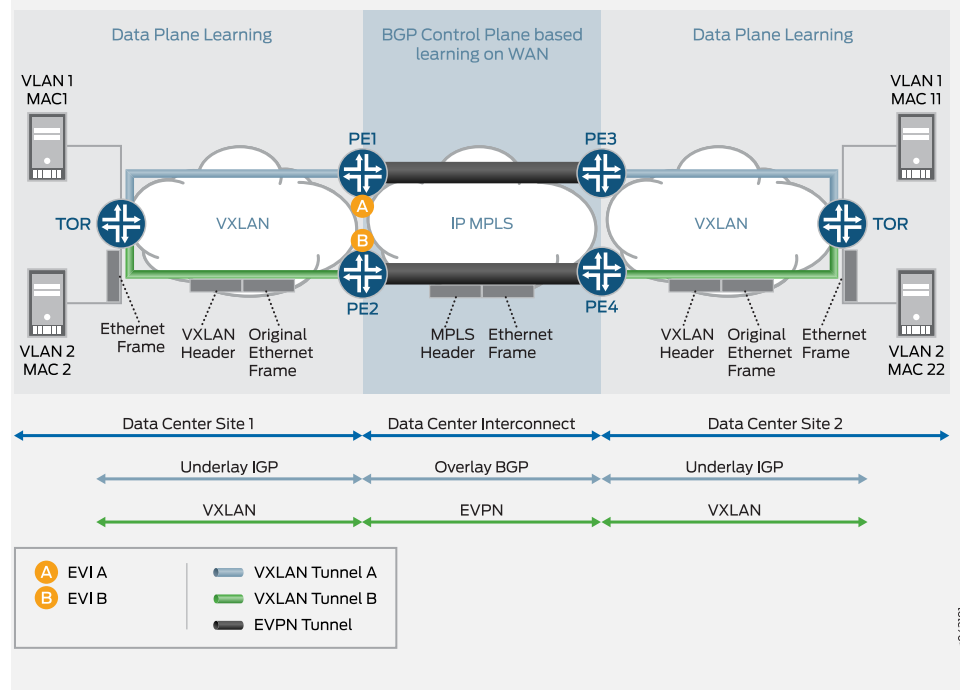 Data Plane Learning
BGP Control Plane based
learning on WAN
Data Plane Learning
VLAN 1
MAC1
VLAN 1
MAC 11
PE1
PE3
TOR
VXLAN
A
B
IP MPLS
VXLAN
TOR
PE2
PE4
VLAN 2
MAC 2
Ethernet
Frame
VXLAN
Header
Original
Ethernet
Frame
MPLS
Header
Ethernet
Frame
VXLAN
Header
Original
Ethernet
Frame
Ethernet
Frame
VLAN 2
MAC 22
Data Center Site 1
Data Center Interconnect
Data Center Site 2
Underlay IGP
Overlay BGP
Underlay IGP
VXLAN
EVPN
VXLAN
A EVI A
B EVI B
VXLAN Tunnel A
VXLAN Tunnel B
EVPN Tunnel